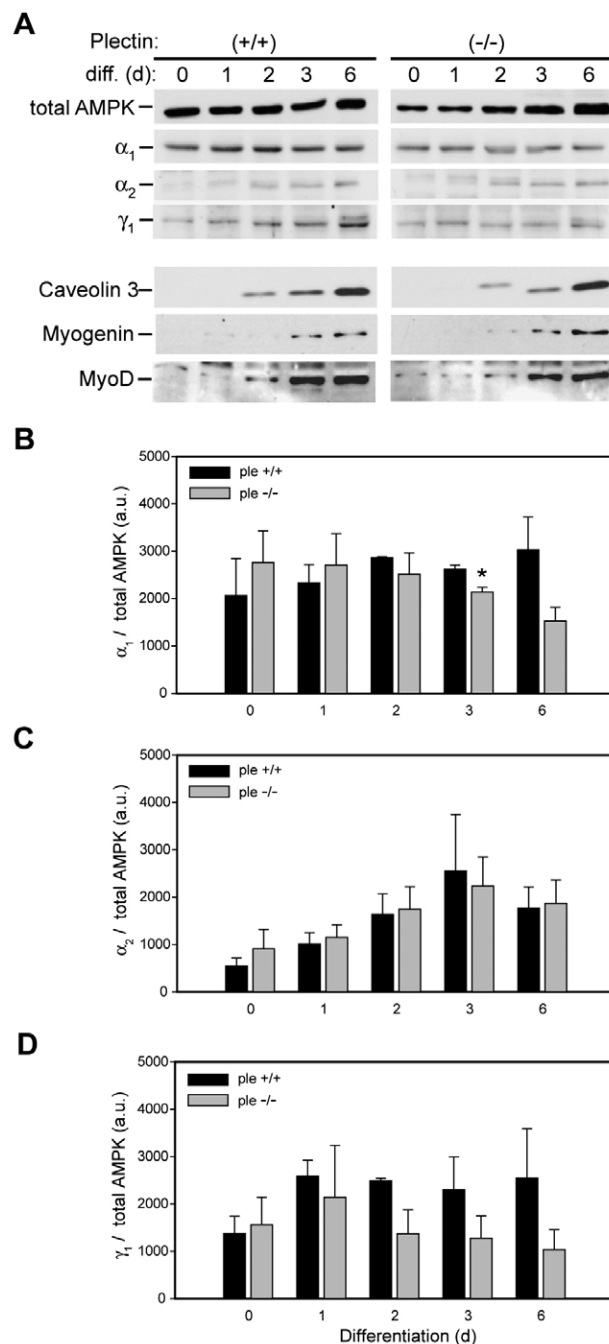 A
Plectin: (+/+) (-/-)
diff. (d) 0 1 2 3 6 0 1 2 3 6
total AMPK
α1
α2
γ1
Caveolin 3
Myogenin
MyoD
B
5000
4000
3000
2000
1000
0
α1 / total AMPK (a.u.)
ple +/+
ple -/-
*
0 1 2 3 6
C
5000
4000
3000
2000
1000
0
α2 / total AMPK (a.u.)
ple +/+
ple -/-
0 1 2 3 6
D
5000
4000
3000
2000
1000
0
γ1 / total AMPK (a.u.)
ple +/+
ple -/-
0 1 2 3 6
Differentiation (d)